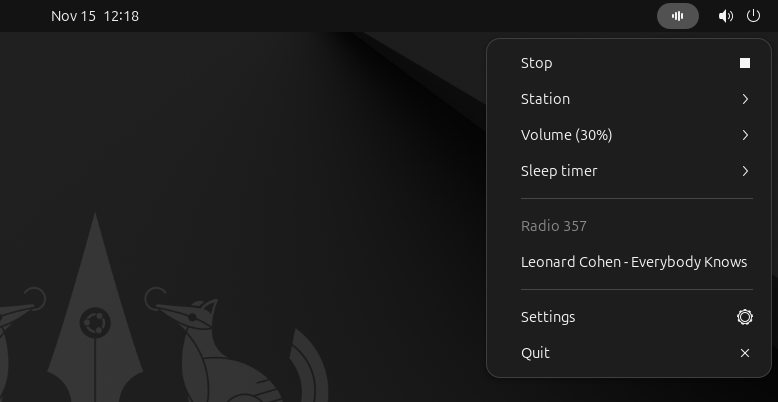 Nov 15 12:18
Stop
Station
Volume (30%)
Sleep timer
Radio 357
Leonard Cohen - Everybody Knows
Settings
Quit